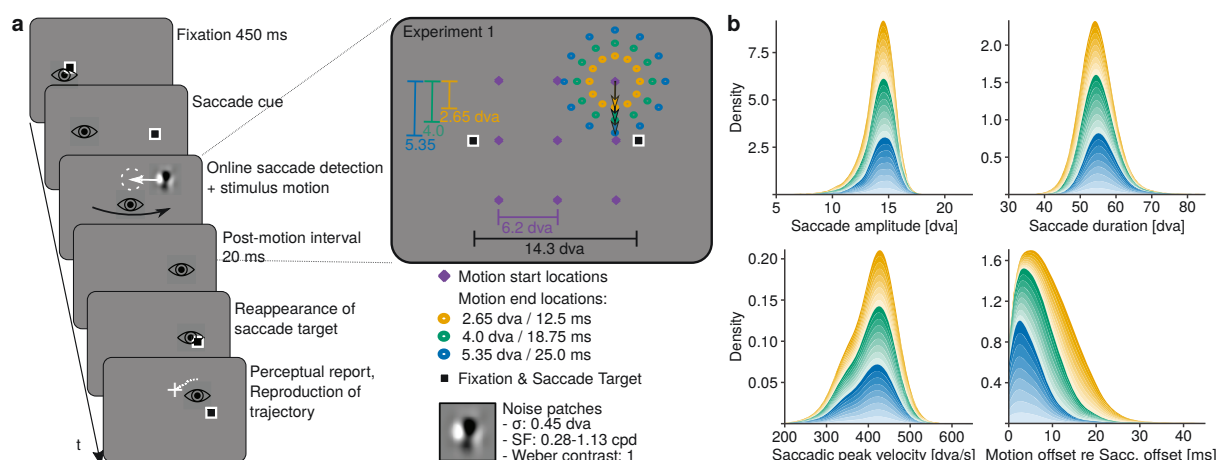 a
Fixation 450 ms
Saccade cue
Online saccade detection
+ stimulus motion
Post-motion interval
20 ms
Reappearance of
saccade target
Perceptual report,
Reproduction of
trajectory
t
Experiment 1
2.65 dva
4.0
5.35
6.2 dva
14.3 dva
Motion start locations
Motion end locations:
2.65 dva / 12.5 ms
4.0 dva / 18.75 ms
5.35 dva / 25.0 ms
Fixation & Saccade Target
Noise patches
- σ: 0.45 dva
- SF: 0.28-1.13 cpd
- Weber contrast: 1
b
Density
7.5
5.0
2.5
5 10 15 20
Saccade amplitude [dva]
2.0
1.5
1.0
0.5
30 40 50 60 70 80
Saccade duration [dva]
Density
0.20
0.15
0.10
0.05
200 300 400 500 600
Saccadic peak velocity [dva/s]
1.6
1.2
0.8
0.4
0 10 20 30 40
Motion offset re Sacc. offset [ms]